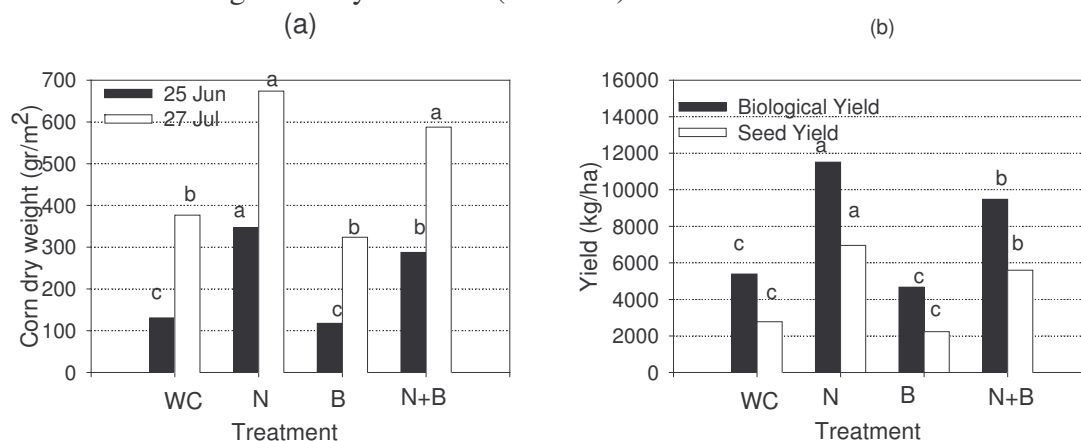 (a)
700
600
500
400
300
200
100
0
Corn dry weight (gr/m²)
25 Jun
27 Jul
c
b
a
a
c
b
b
a
WC
N
B
N+B
Treatment
(b)
16000
14000
12000
10000
8000
6000
4000
2000
0
Yield (kg/ha)
Biological Yield
Seed Yield
c
c
a
a
c
c
b
b
WC
N
B
N+B
Treatment